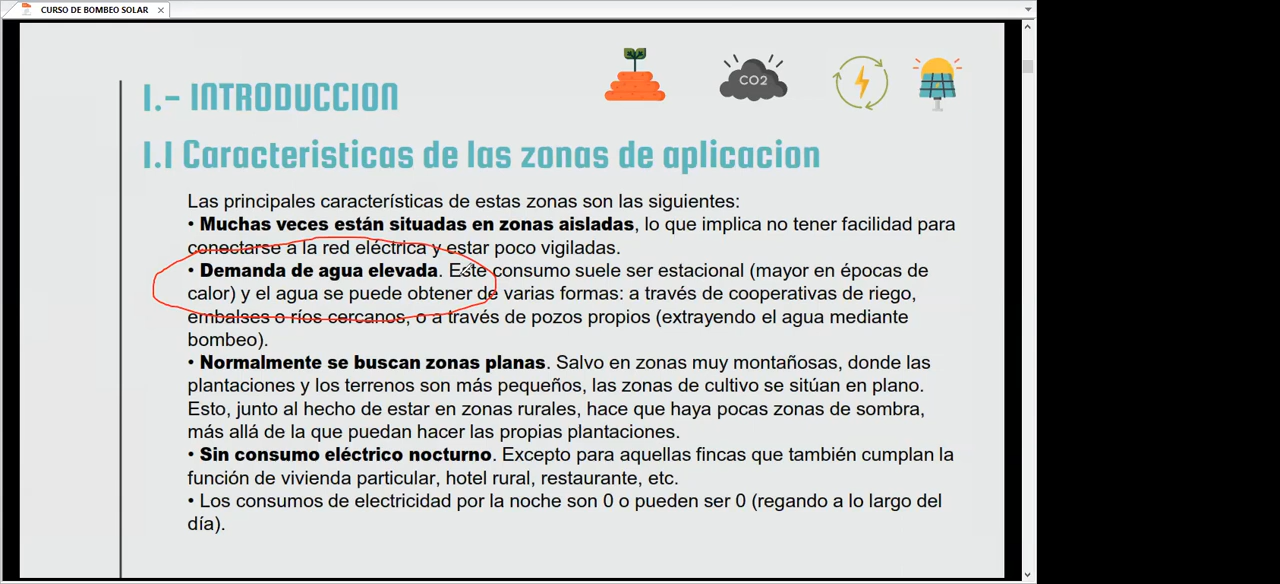 CURSO DE BOMBEO SOLAR
CO2
1.- INTRODUCCION
1.1 Caracteristicas de las zonas de aplicacion
Las principales características de estas zonas son las siguientes:
• Muchas veces están situadas en zonas aisladas, lo que implica no tener facilidad para
conectarse a la red eléctrica y estar poco vigiladas.
• Demanda de agua elevada. Este consumo suele ser estacional (mayor en épocas de
calor) y el agua se puede obtener de varias formas: a través de cooperativas de riego,
embalses o ríos cercanos, o a través de pozos propios (extrayendo el agua mediante
bombeo).
• Normalmente se buscan zonas planas. Salvo en zonas muy montañosas, donde las
plantaciones y los terrenos son más pequeños, las zonas de cultivo se sitúan en plano.
Esto, junto al hecho de estar en zonas rurales, hace que haya pocas zonas de sombra,
más allá de la que puedan hacer las propias plantaciones.
• Sin consumo eléctrico nocturno. Excepto para aquellas fincas que también cumplan la
función de vivienda particular, hotel rural, restaurante, etc.
• Los consumos de electricidad por la noche son 0 o pueden ser 0 (regando a lo largo del
día).